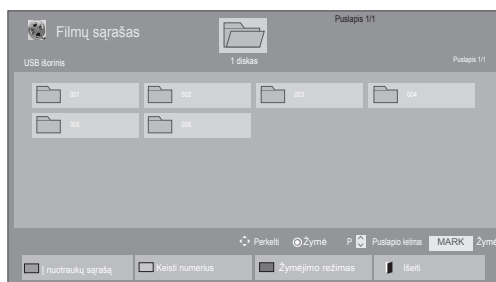 Puslapis 1/1
Filmų sąrašas
USB išorinis
1 diskas
Puslapis 1/1
001 002 003 004
005 006
Perkelti Žymė P Puslapio keitimas MARK Žymė
Į nuotraukų sąrašą Keisti numerius Žymėjimo režimas Išeiti